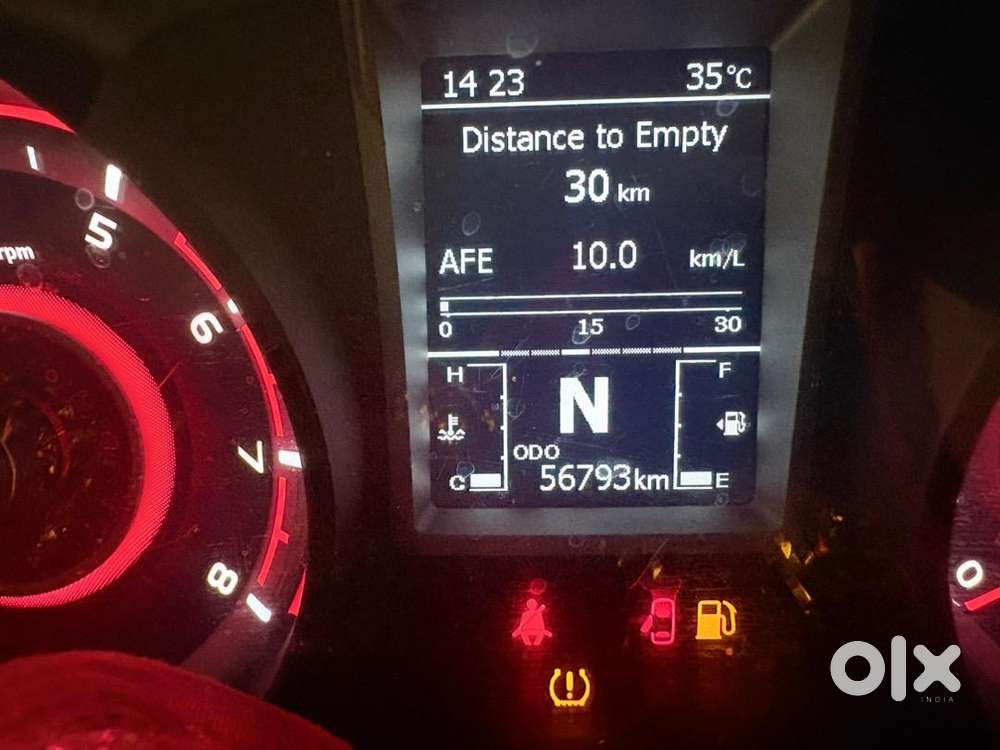 14 23 35°C
Distance to Empty
30 km
AFE 10.0 km/L
0 15 30
H F
N
ODO
C 56793km E
rpm
5
6
7
8
0
olx
INDIA